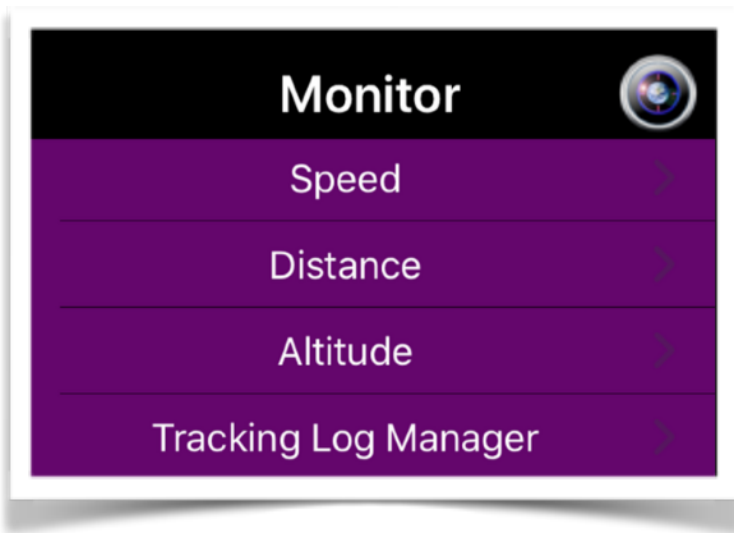 Monitor
Speed
Distance
Altitude
Tracking Log Manager